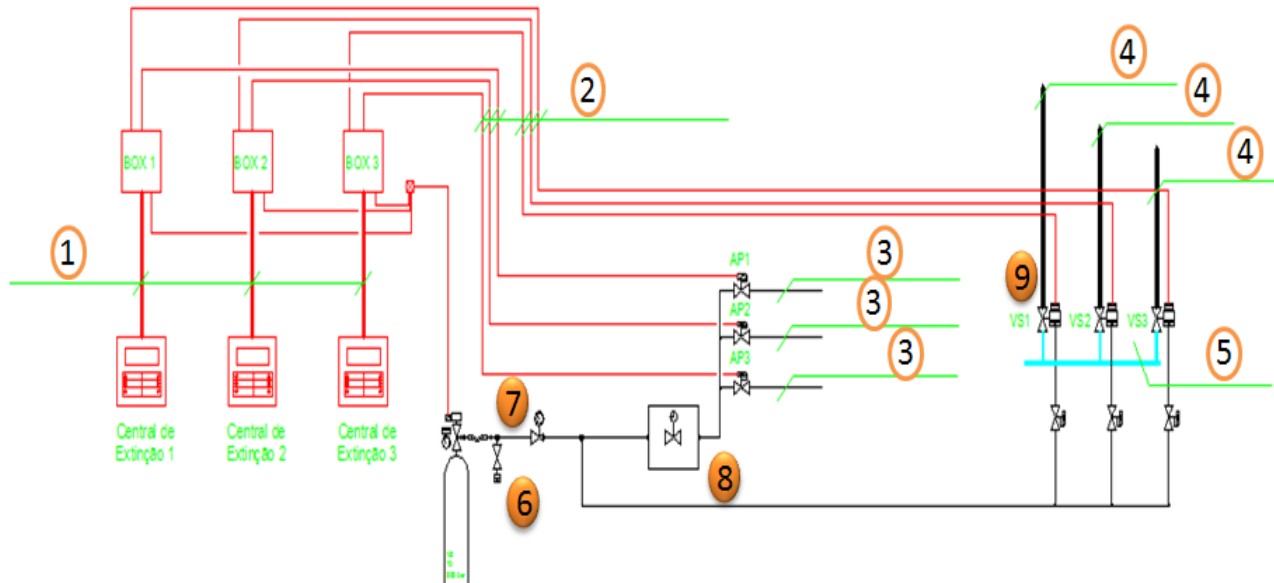 4
4
2
4
BOX 1
BOX 2
BOX 3
1
AP1
3
9
AP2
3
VS1
VS2
VS3
AP3
3
5
7
Central de
Extinção 1
Central de
Extinção 2
Central de
Extinção 3
6
8